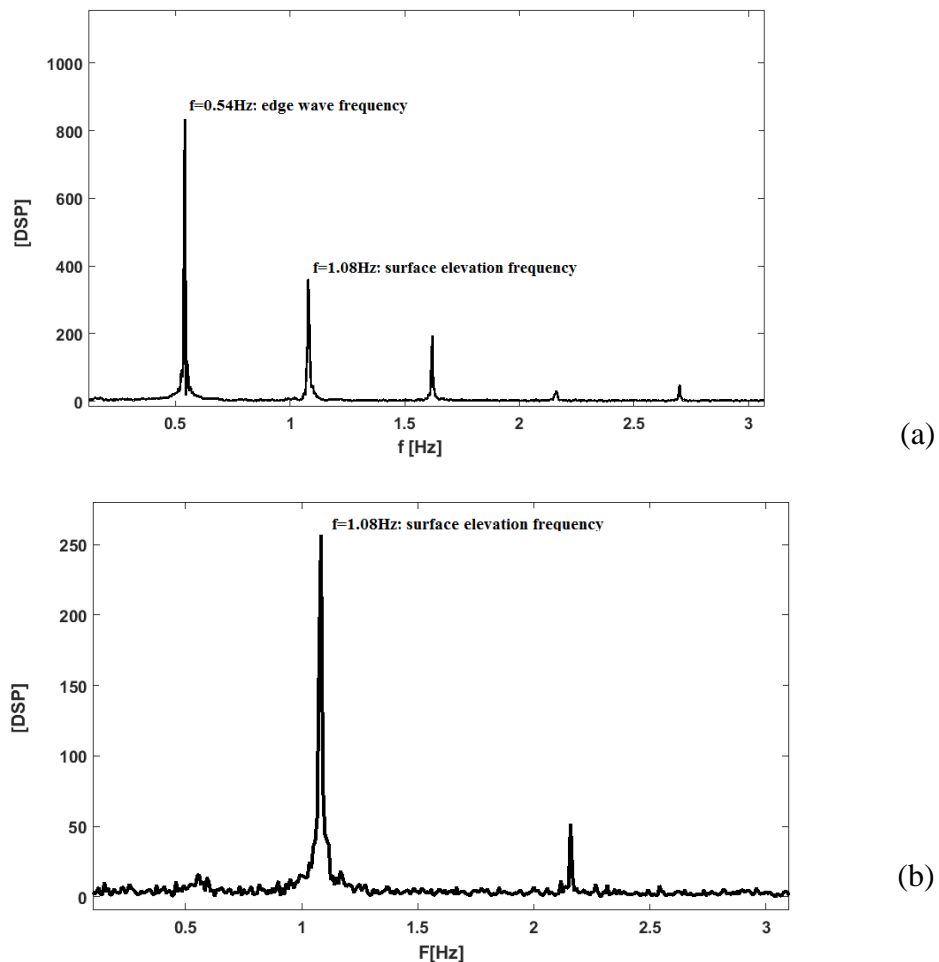 1000
800
600
400
200
0
[DSP]
f=0.54Hz: edge wave frequency
f=1.08Hz: surface elevation frequency
0.5 1 1.5 2 2.5 3
f [Hz]
(a)
250
200
150
100
50
0
[DSP]
f=1.08Hz: surface elevation frequency
0.5 1 1.5 2 2.5 3
F[Hz]
(b)